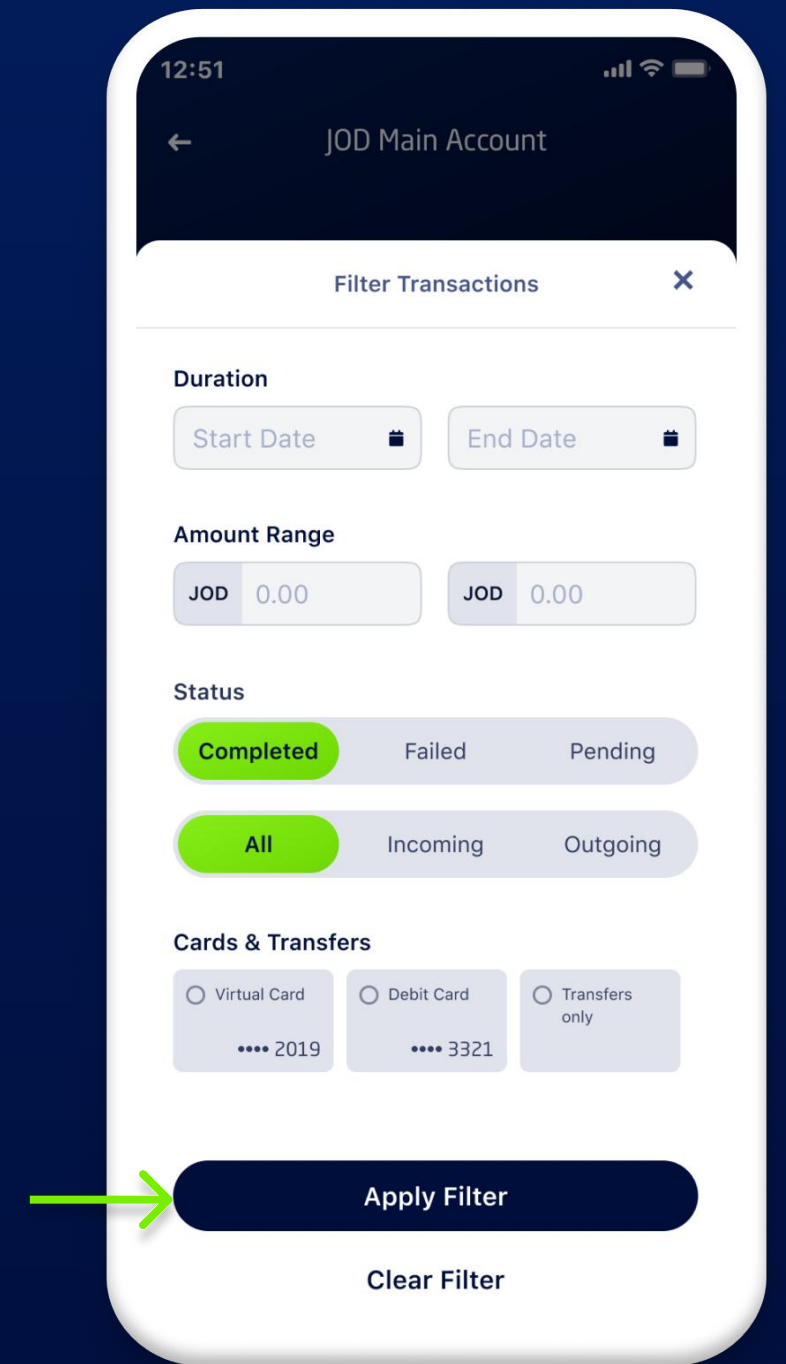 12:51
JOD Main Account
Filter Transactions
Duration
Start Date End Date
Amount Range
JOD 0.00 JOD 0.00
Status
Completed Failed Pending
All Incoming Outgoing
Cards & Transfers
Virtual Card Debit Card Transfers
only
•••• 2019 •••• 3321
Apply Filter
Clear Filter